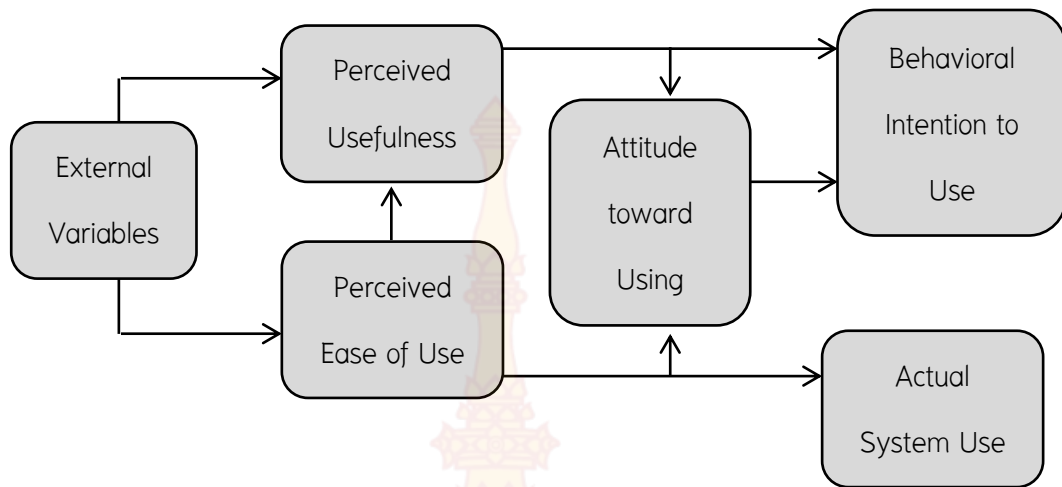 External
Variables
Perceived
Usefulness
Perceived
Ease of Use
Attitude
toward
Using
Behavioral
Intention to
Use
Actual
System Use